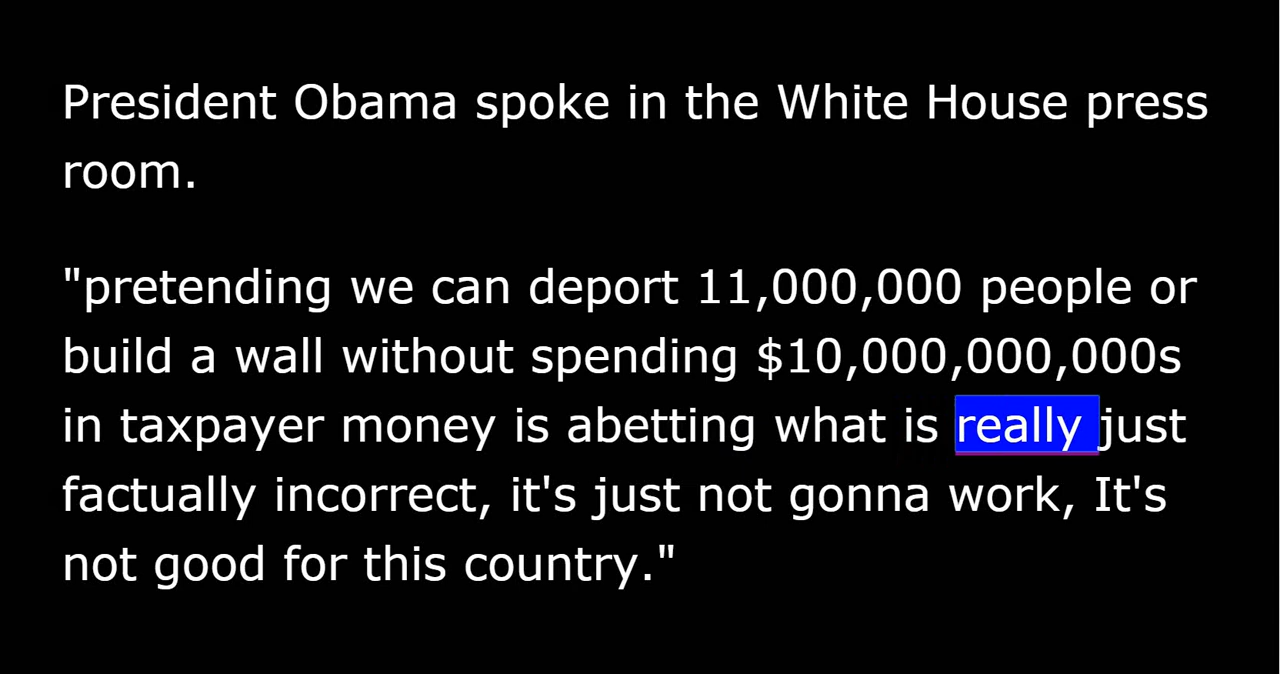 President Obama spoke in the White House press
room.
"pretending we can deport 11,000,000 people or
build a wall without spending $10,000,000,000s
in taxpayer money is abetting what is really just
factually incorrect, it's just not gonna work, It's
not good for this country."